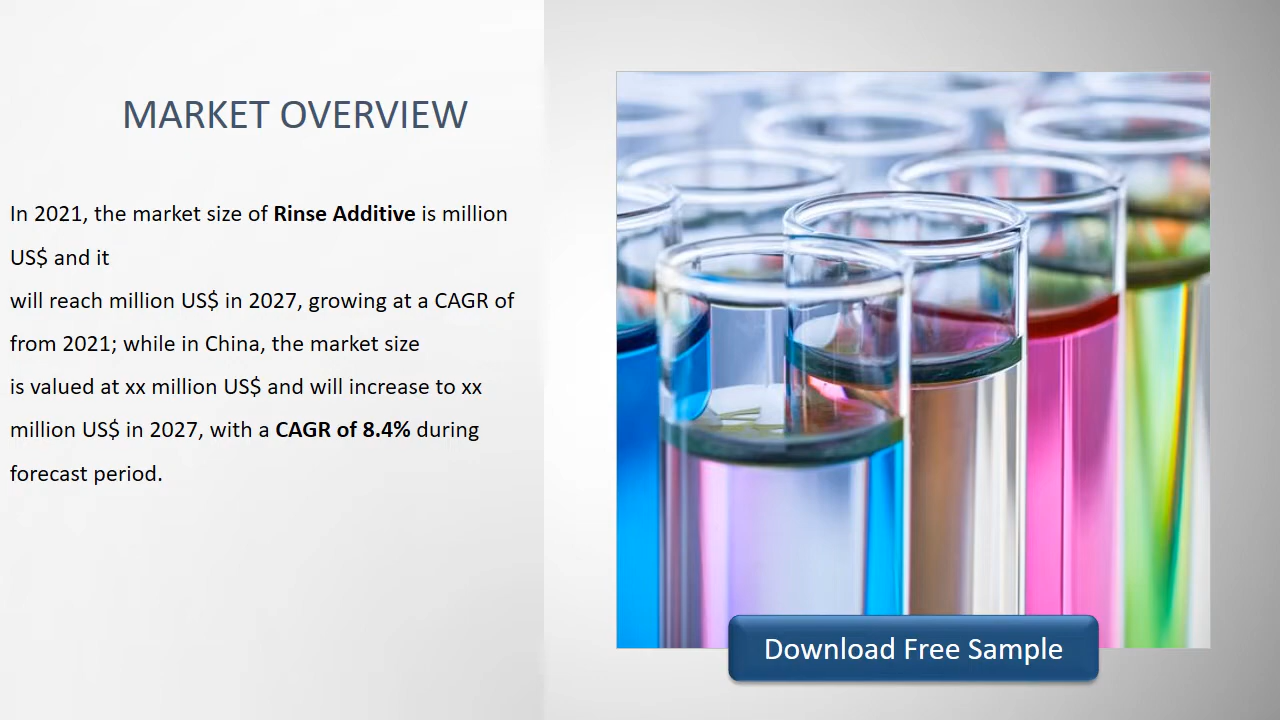 MARKET OVERVIEW
In 2021, the market size of Rinse Additive is million
US$ and it
will reach million US$ in 2027, growing at a CAGR of
from 2021; while in China, the market size
is valued at xx million US$ and will increase to xx
million US$ in 2027, with a CAGR of 8.4% during
forecast period.
Download Free Sample